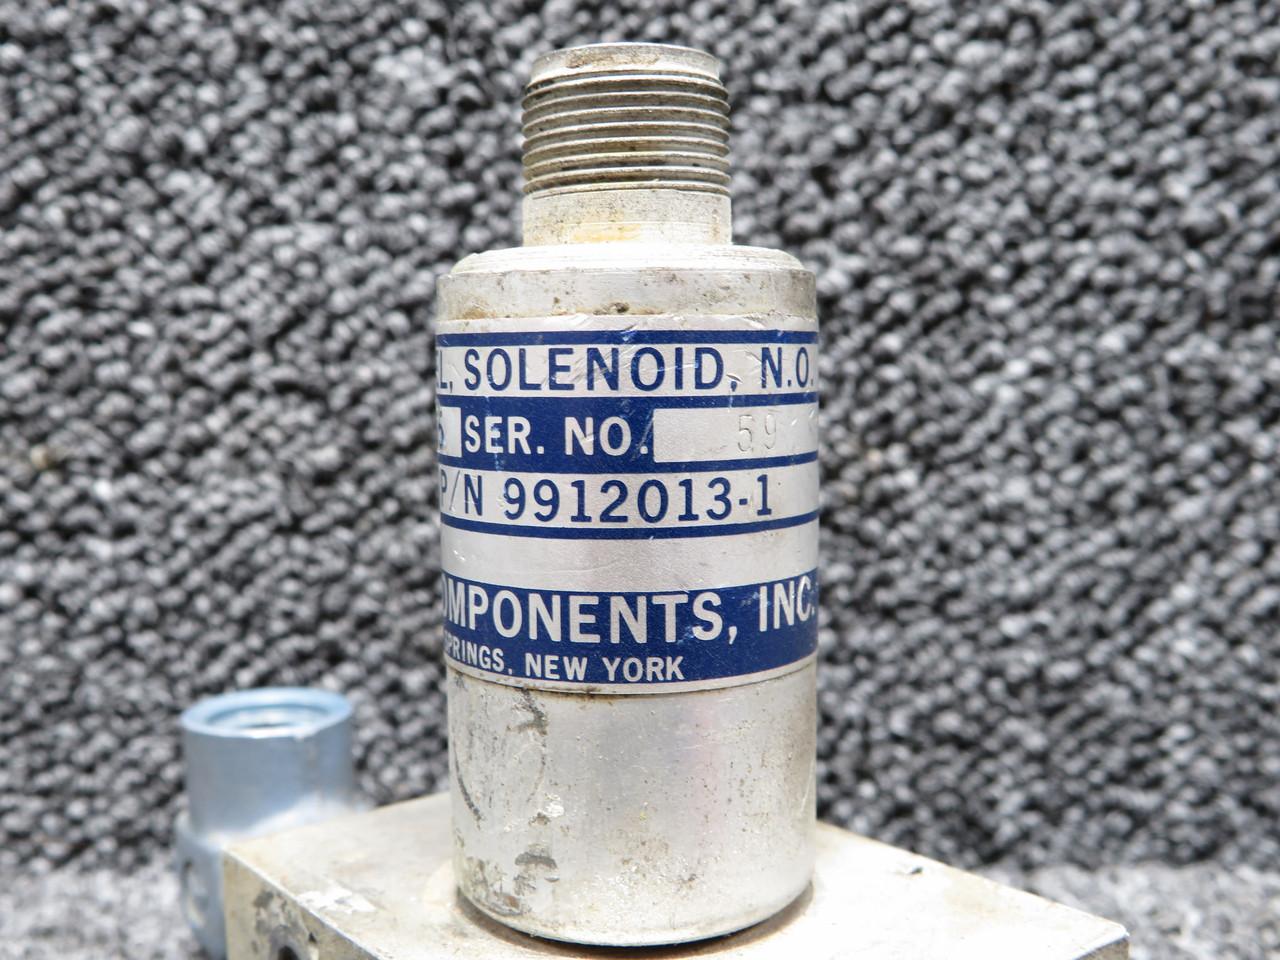 L, SOLENOID, N.O.
SER. NO. 59
P/N 9912013-1
OMPONENTS, INC.
SPRINGS, NEW YORK